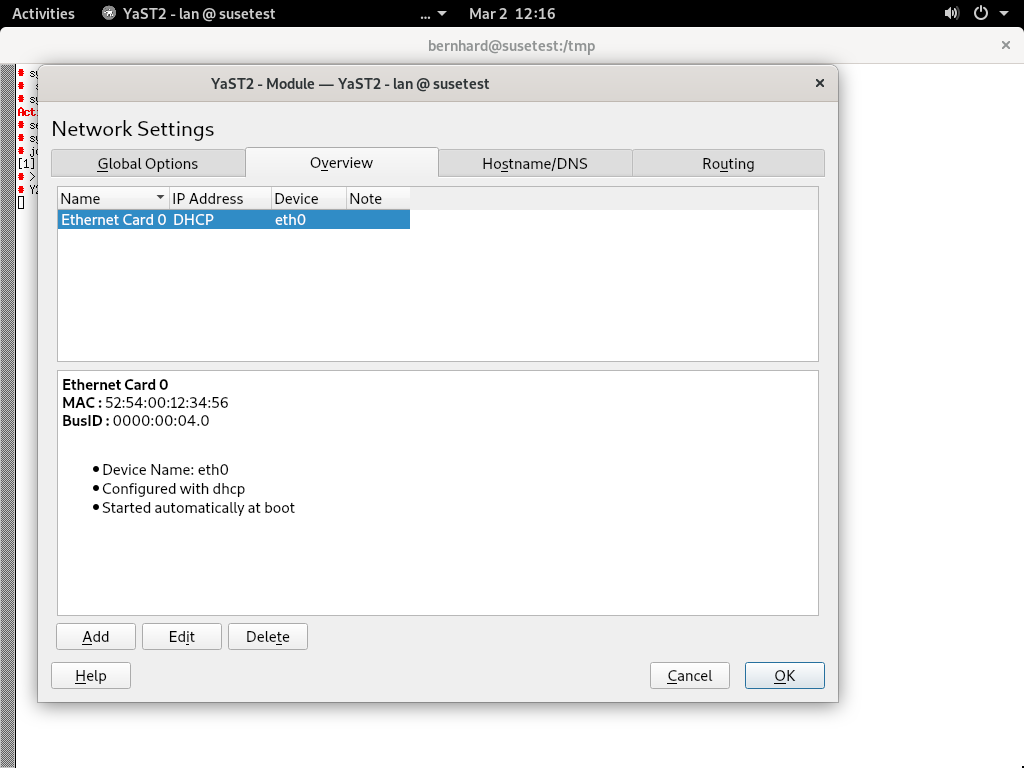 Activities YaST2 - lan @ susetest ... Mar 2 12:16
bernhard@susetest:/tmp
YaST2 - Module — YaST2 - lan @ susetest
Network Settings
Global Options Overview Hostname/DNS Routing
Name IP Address Device Note
Ethernet Card 0 DHCP eth0
Ethernet Card 0
MAC : 52:54:00:12:34:56
BusID : 0000:00:04.0
Device Name: eth0
Configured with dhcp
Started automatically at boot
Add Edit Delete
Help Cancel OK